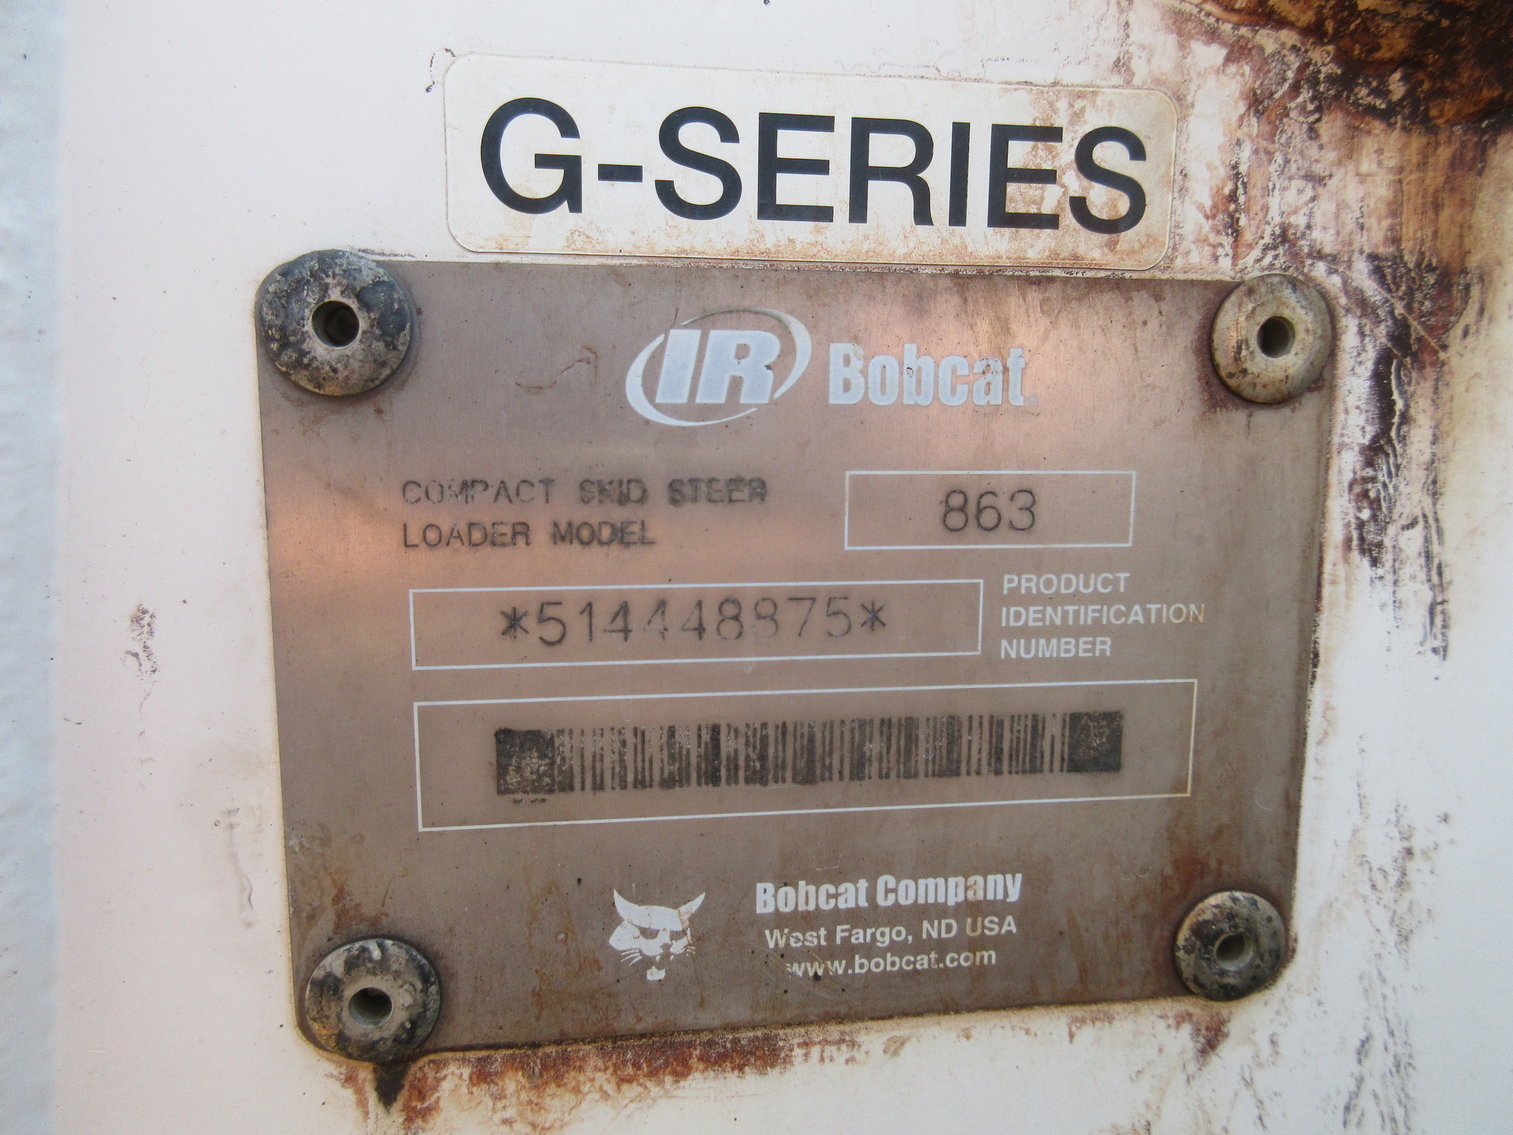 G-SERIES
IR Bobcat
COMPACT SKID STEER
LOADER MODEL
863
*514448875*
PRODUCT
IDENTIFICATION
NUMBER
Bobcat Company
West Fargo, ND USA
www.bobcat.com